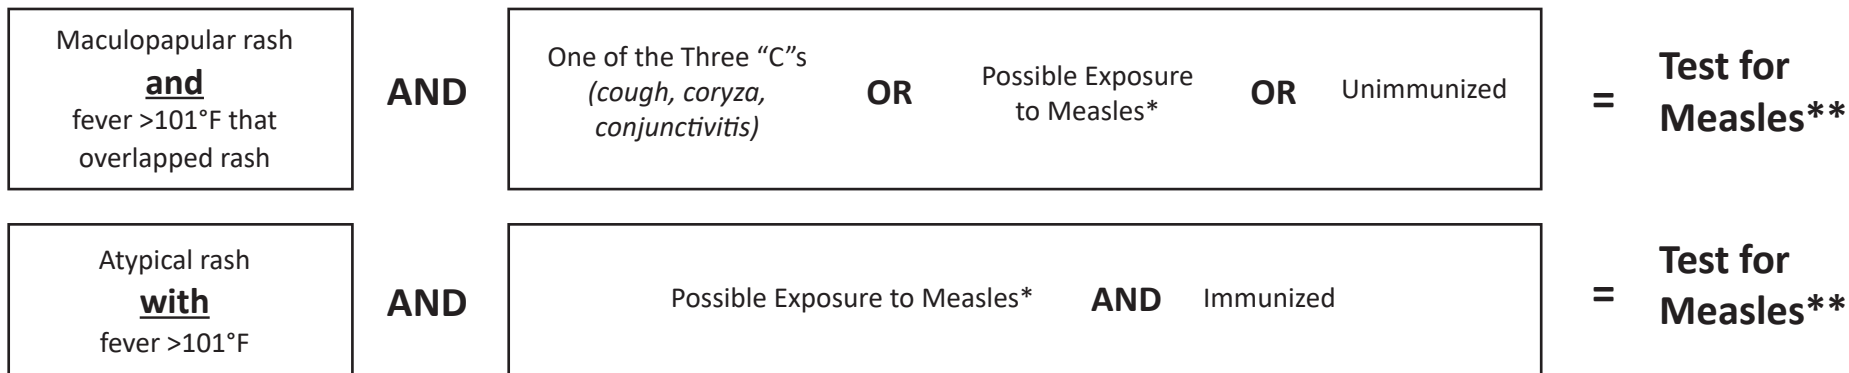 Maculopapular rash
and
fever >101°F that
overlapped rash
AND
One of the Three “C”s
(cough, coryza,
conjunctivitis)
OR
Possible Exposure
to Measles*
OR
Unimmunized
=
Test for
Measles**
Atypical rash
with
fever >101°F
AND
Possible Exposure to Measles*
AND
Immunized
=
Test for
Measles**